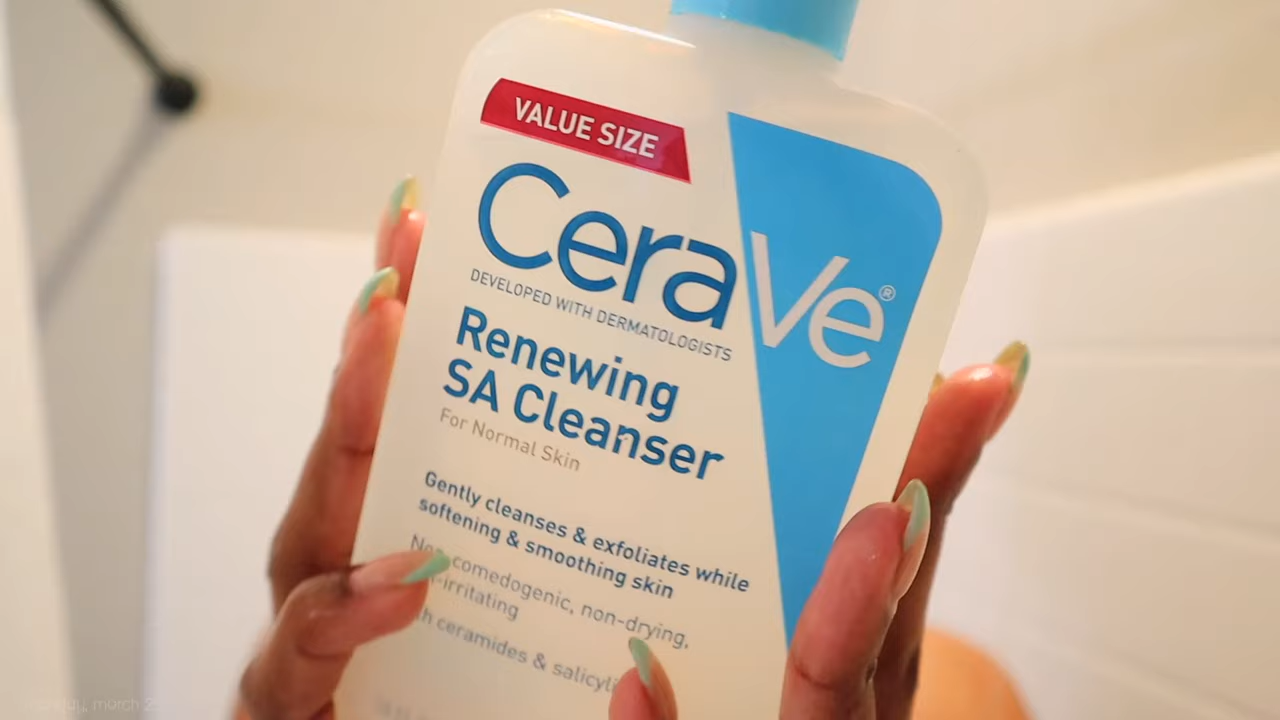 VALUE SIZE
CeraVe®
DEVELOPED WITH DERMATOLOGISTS
Renewing
SA Cleanser
For Normal Skin
Gently cleanses & exfoliates while
softening & smoothing skin
comedogenic, non-drying,
-irritating
ceramides &
march